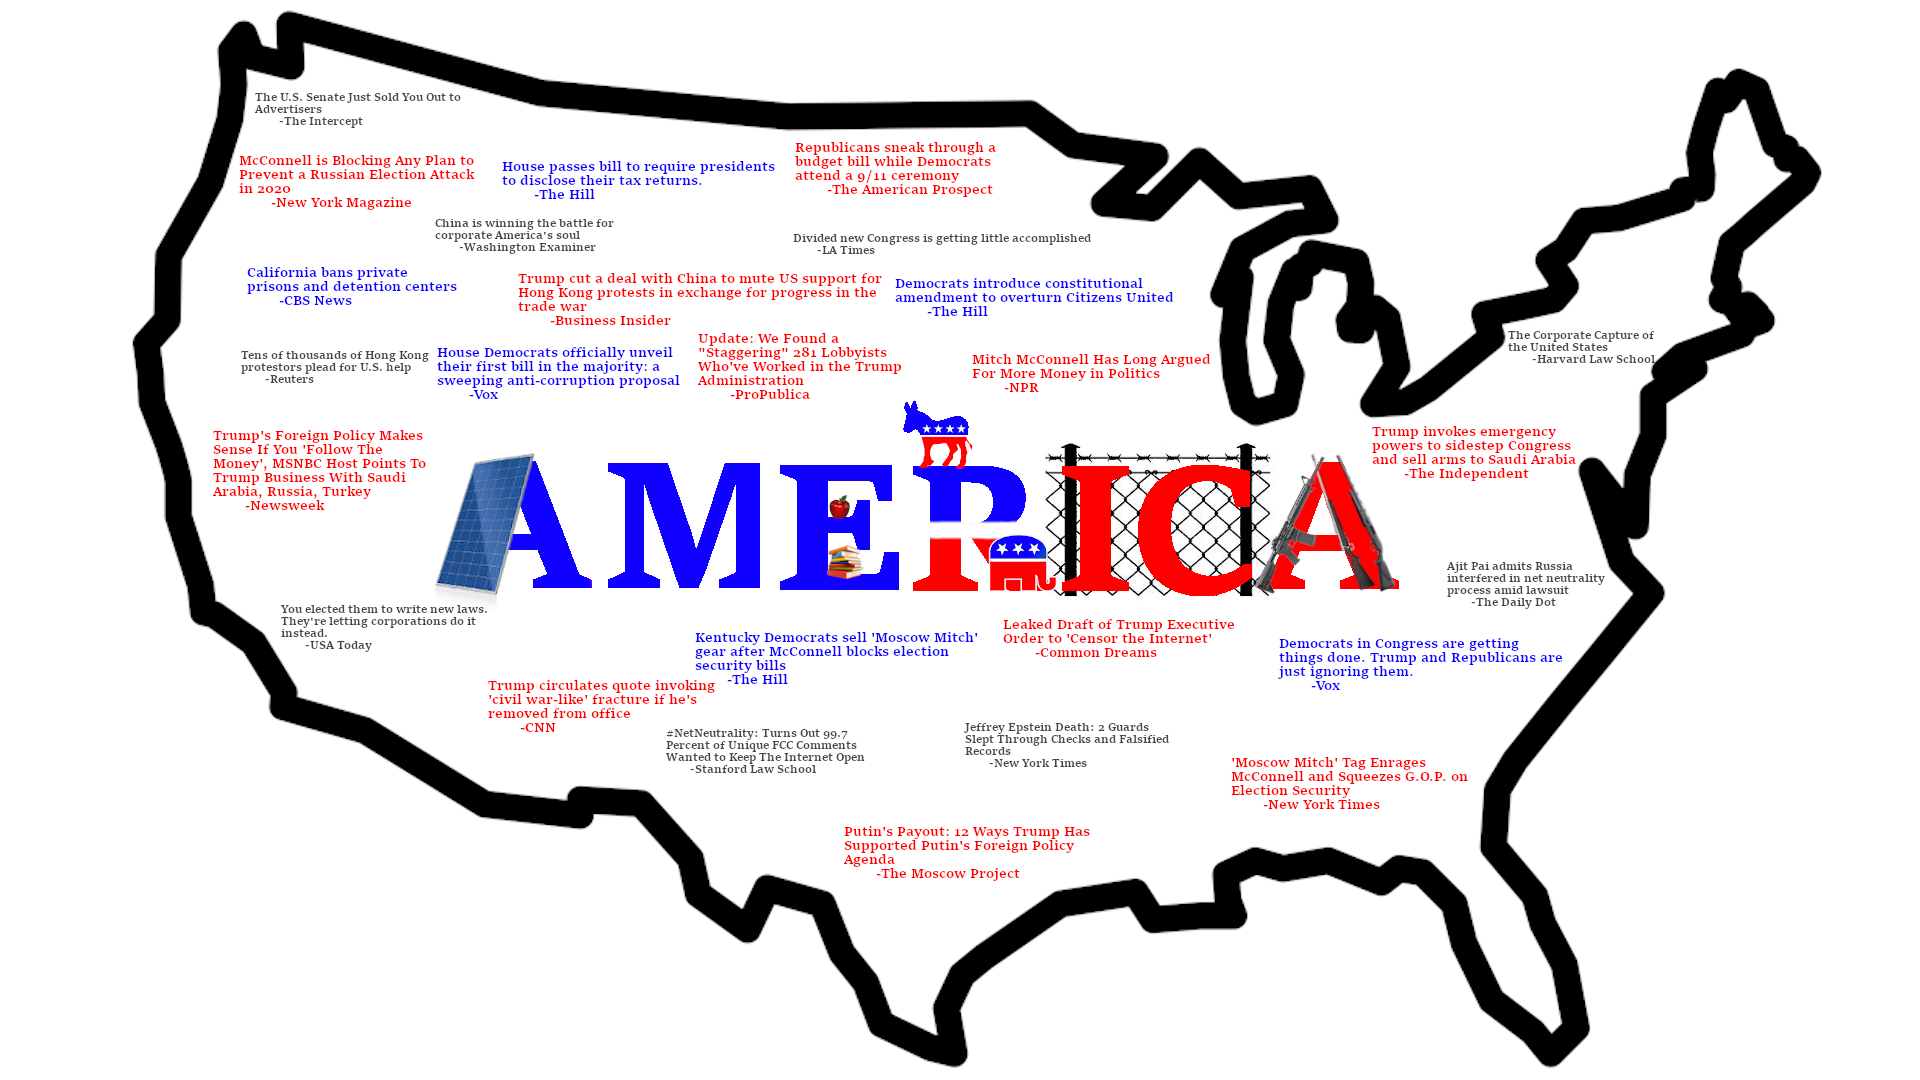 The U.S. Senate Just Sold You Out to
Advertisers
-The Intercept
McConnell is Blocking Any Plan to
Prevent a Russian Election Attack
in 2020
-New York Magazine
House passes bill to require presidents
to disclose their tax returns.
-The Hill
Republicans sneak through a
budget bill while Democrats
attend a 9/11 ceremony
-The American Prospect
China is winning the battle for
corporate America's soul
-Washington Examiner
Divided new Congress is getting little accomplished
-LA Times
California bans private
prisons and detention centers
-CBS News
Trump cut a deal with China to mute US support for
Hong Kong protests in exchange for progress in the
trade war
-Business Insider
Democrats introduce constitutional
amendment to overturn Citizens United
-The Hill
Tens of thousands of Hong Kong
protestors plead for U.S. help
-Reuters
House Democrats officially unveil
their first bill in the majority: a
sweeping anti-corruption proposal
-Vox
Update: We Found a
"Staggering" 281 Lobbyists
Who've Worked in the Trump
Administration
-ProPublica
Mitch McConnell Has Long Argued
For More Money in Politics
-NPR
The Corporate Capture of
the United States
-Harvard Law School
Trump's Foreign Policy Makes
Sense If You 'Follow The
Money', MSNBC Host Points To
Trump Business With Saudi
Arabia, Russia, Turkey
-Newsweek
Trump invokes emergency
powers to sidestep Congress
and sell arms to Saudi Arabia
-The Independent
AMERICA
Ajit Pai admits Russia
interfered in net neutrality
process amid lawsuit
-The Daily Dot
You elected them to write new laws.
They're letting corporations do it
instead.
-USA Today
Kentucky Democrats sell 'Moscow Mitch'
gear after McConnell blocks election
security bills
-The Hill
Leaked Draft of Trump Executive
Order to 'Censor the Internet'
-Common Dreams
Democrats in Congress are getting
things done. Trump and Republicans are
just ignoring them.
-Vox
Trump circulates quote invoking
'civil war-like' fracture if he's
removed from office
-CNN
#NetNeutrality: Turns Out 99.7
Percent of Unique FCC Comments
Wanted to Keep The Internet Open
-Stanford Law School
Jeffrey Epstein Death: 2 Guards
Slept Through Checks and Falsified
Records
-New York Times
'Moscow Mitch' Tag Enrages
McConnell and Squeezes G.O.P. on
Election Security
-New York Times
Putin's Payout: 12 Ways Trump Has
Supported Putin's Foreign Policy
Agenda
-The Moscow Project